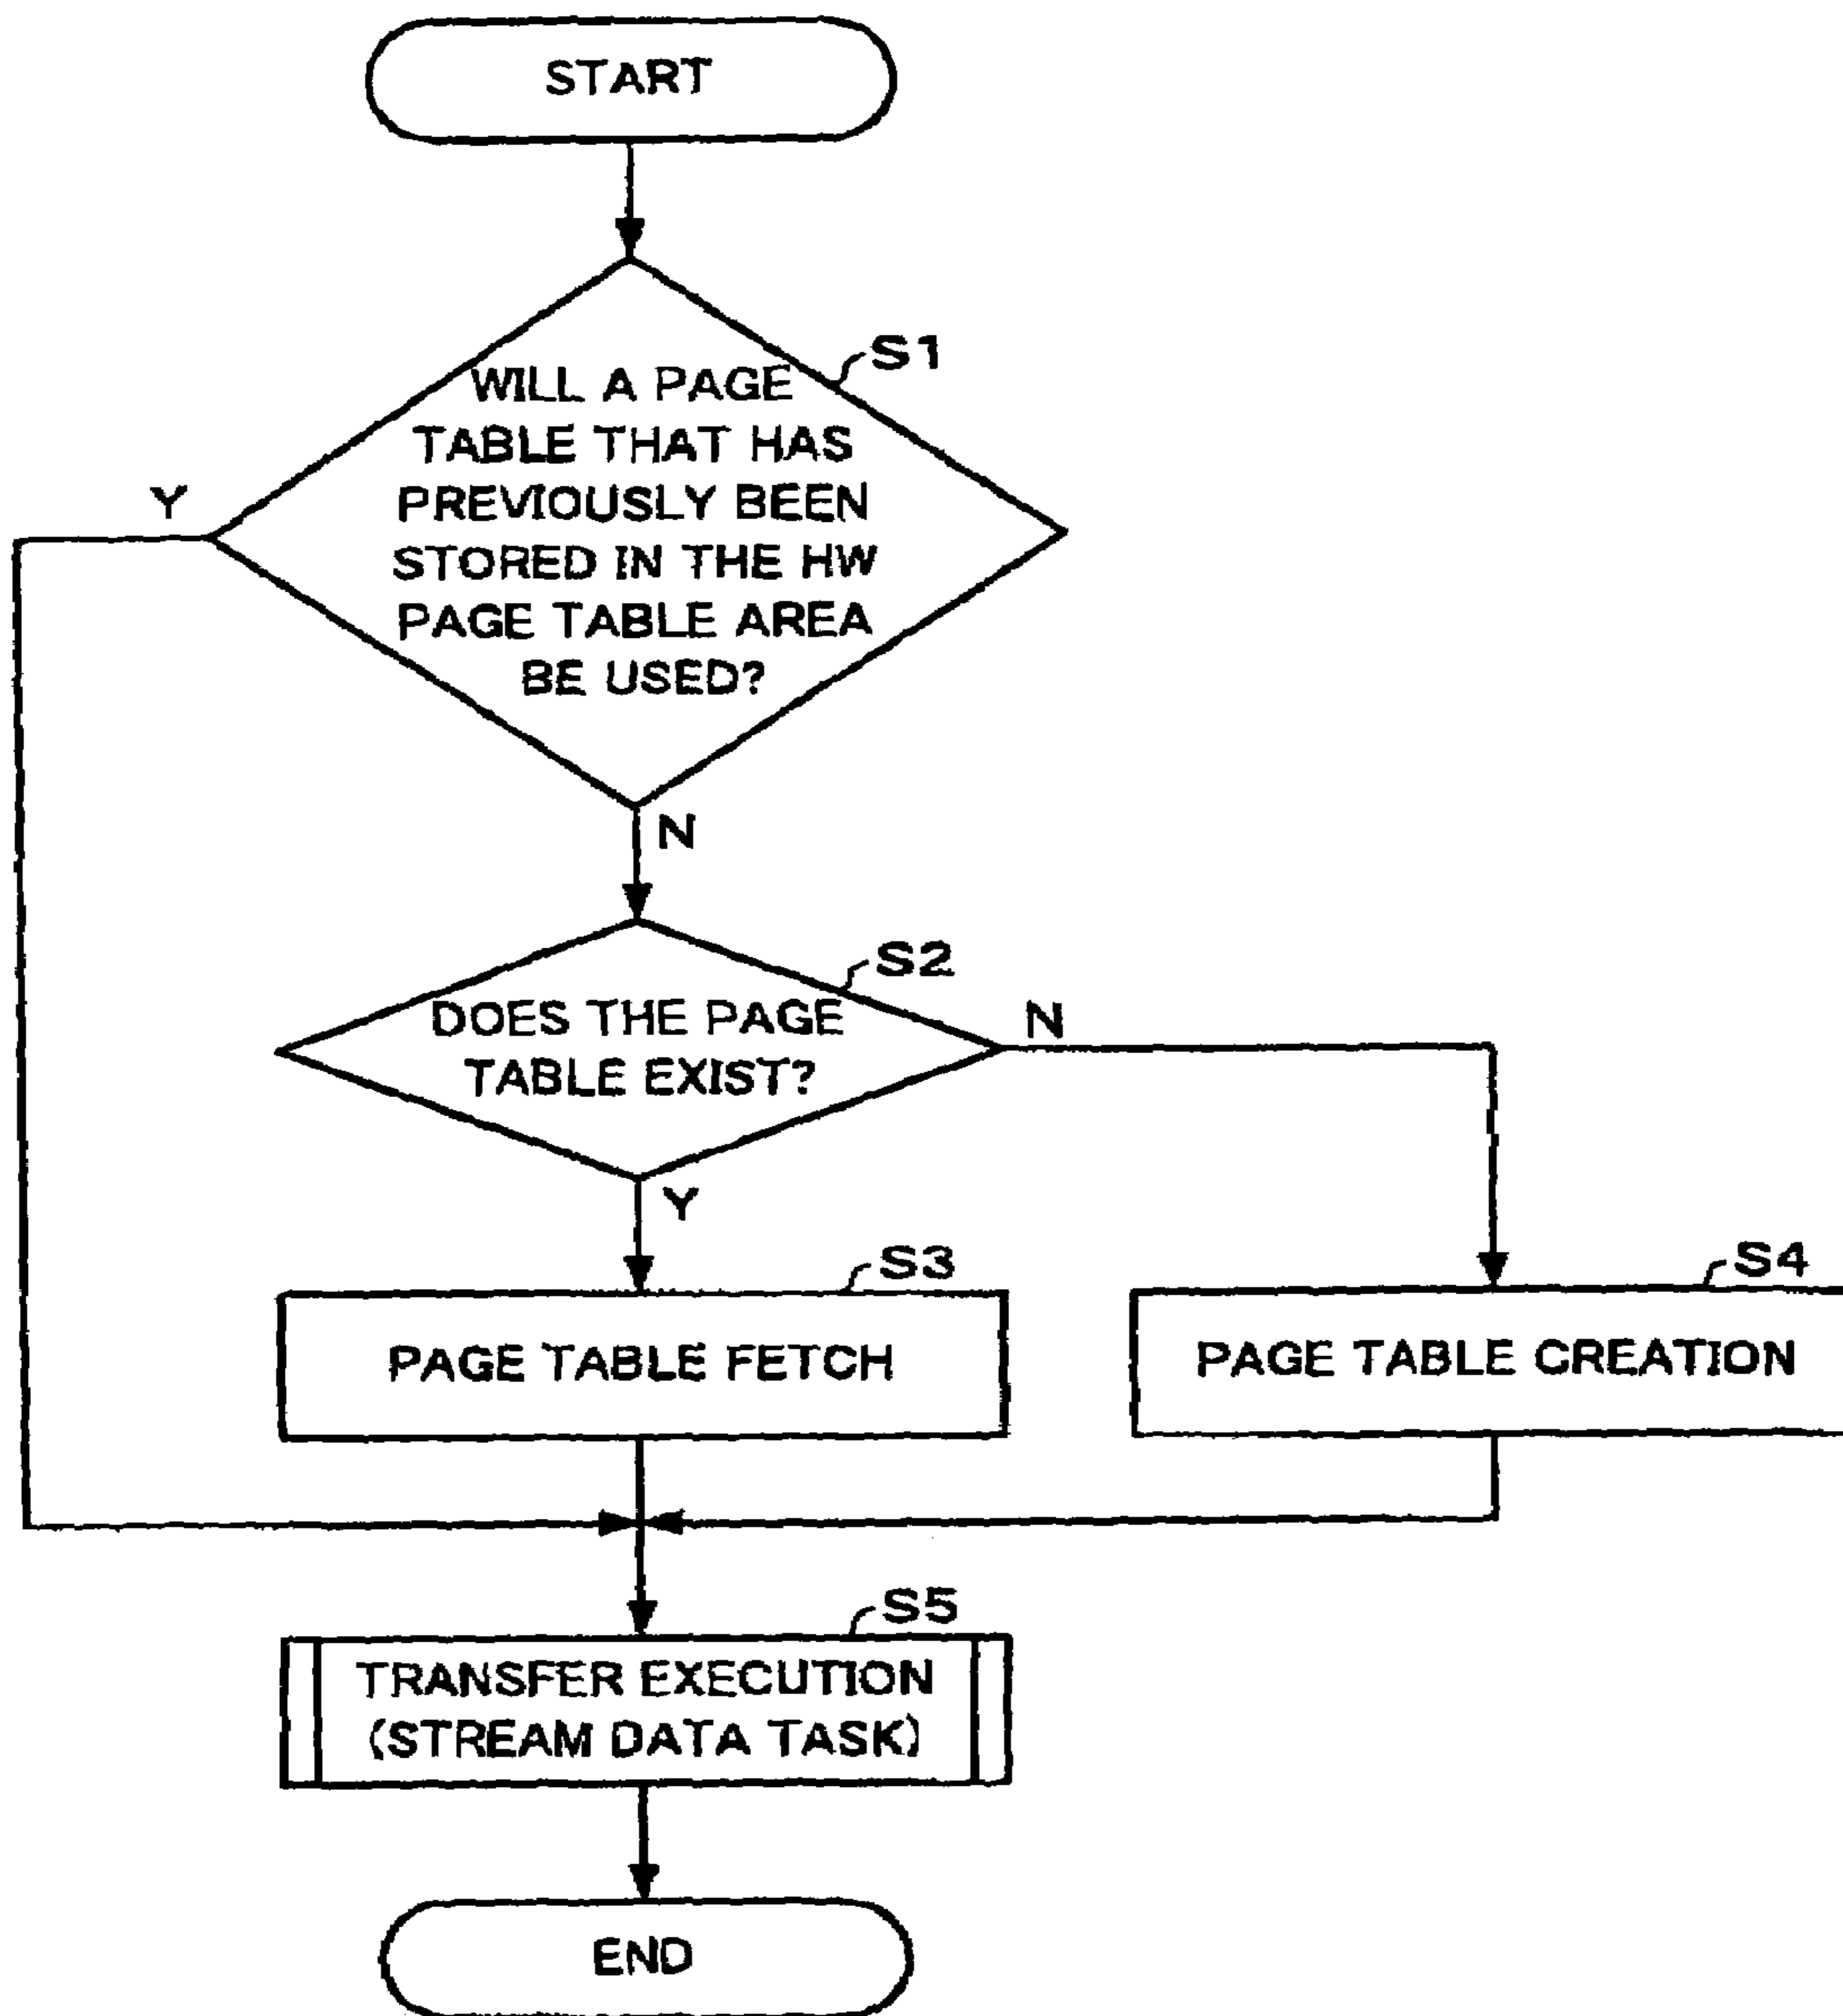 START
S1
WILL A PAGE
TABLE THAT HAS
PREVIOUSLY BEEN
STORED IN THE HW
PAGE TABLE AREA
BE USED?
Y
N
S2
DOES THE PAGE
TABLE EXIST?
N
Y
S3
PAGE TABLE FETCH
S4
PAGE TABLE CREATION
S5
TRANSFER EXECUTION
(STREAM DATA TASK)
END